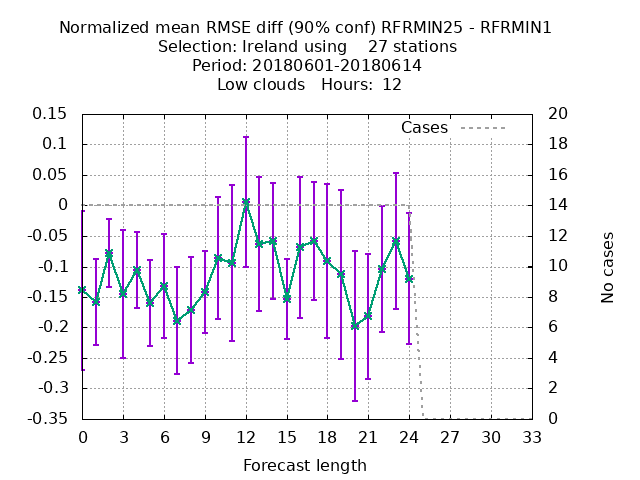 Normalized mean RMSE diff (90% conf) RFRMIN25 - RFRMIN1
Selection: Ireland using    27 stations
Period: 20180601-20180614
Low clouds   Hours:  12
Cases
0.15
0.1
0.05
0
-0.05
-0.1
-0.15
-0.2
-0.25
-0.3
-0.35
20
18
16
14
12
10
8
6
4
2
0
No cases
0 3 6 9 12 15 18 21 24 27 30 33
Forecast length